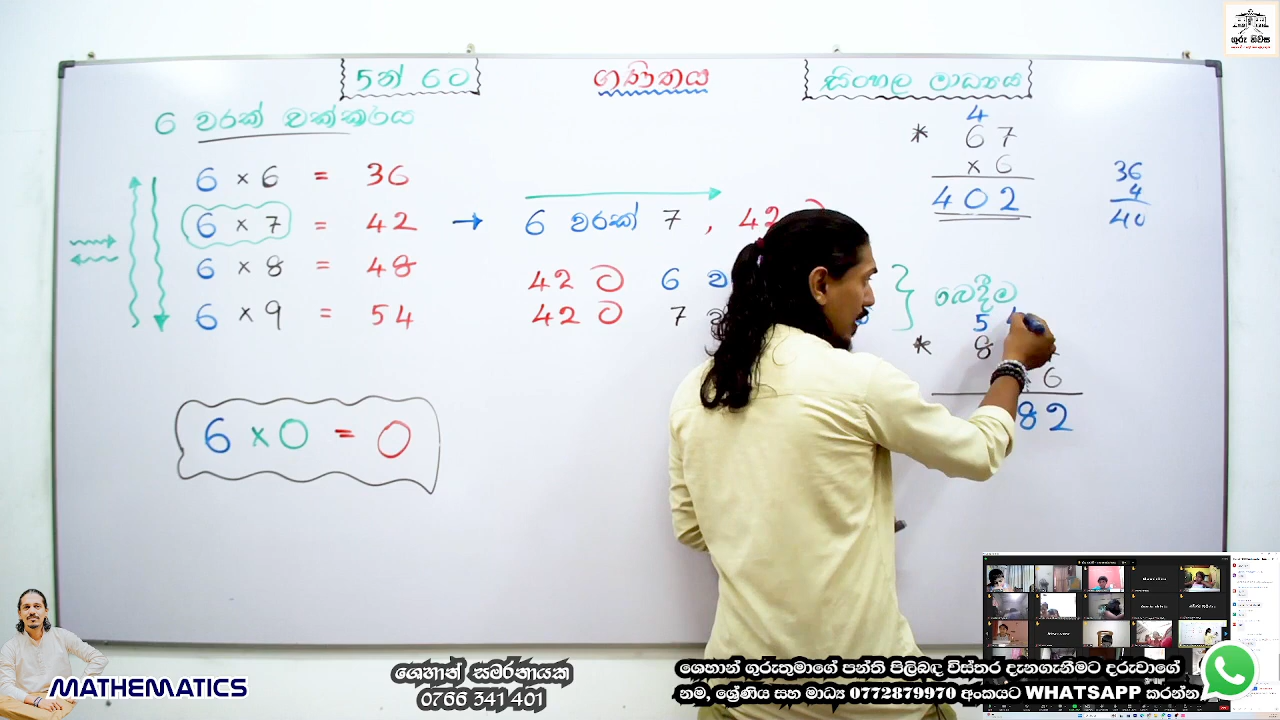 ගුරු නිවස
5න් 6ට
ගණිතය
සිංහල මාධ්‍යය
6 වරක් චක්කරය
6 × 6 = 36
6 × 7 = 42 → 6 වරක් 7 , 42
6 × 8 = 48
6 × 9 = 54
42 ට 6
42 ට 7
6 × 0 = 0
4
* 67
× 6
402
36
4
40
බෙදීම
5
* 8
6
82
MATHEMATICS
ශෙහාන් සමරනායක
0766 341 401
ශෙහාන් ගුරුතුමාගේ පන්ති පිලිබඳ විස්තර දැනගැනීමට දරුවාගේ
නම, ශ්‍රේණිය සහ මාධ්‍ය 0772879970 අංකයට WHATSAPP කරන්න